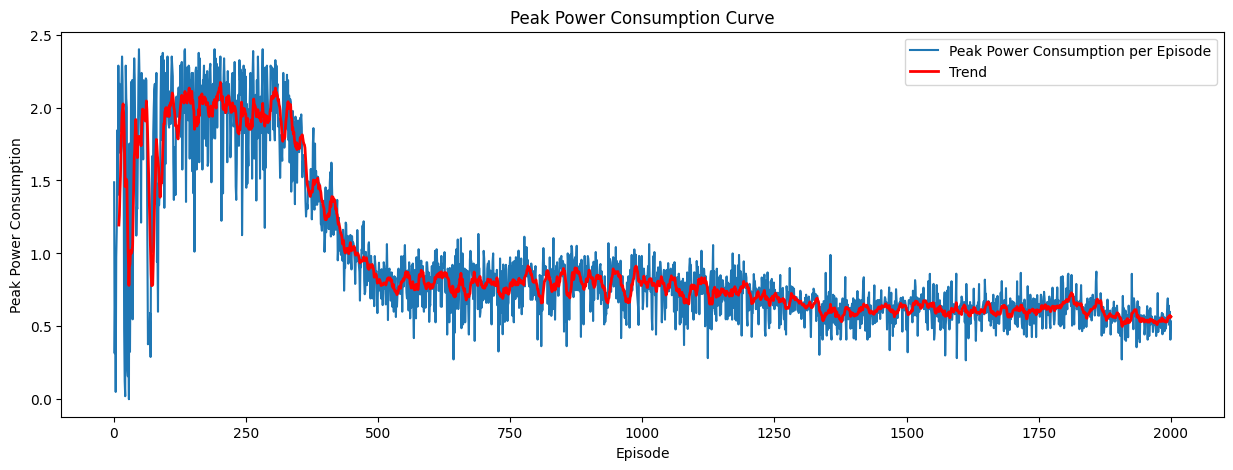 Peak Power Consumption Curve
Peak Power Consumption per Episode
Trend
Peak Power Consumption
2.5
2.0
1.5
1.0
0.5
0.0
0 250 500 750 1000 1250 1500 1750 2000
Episode